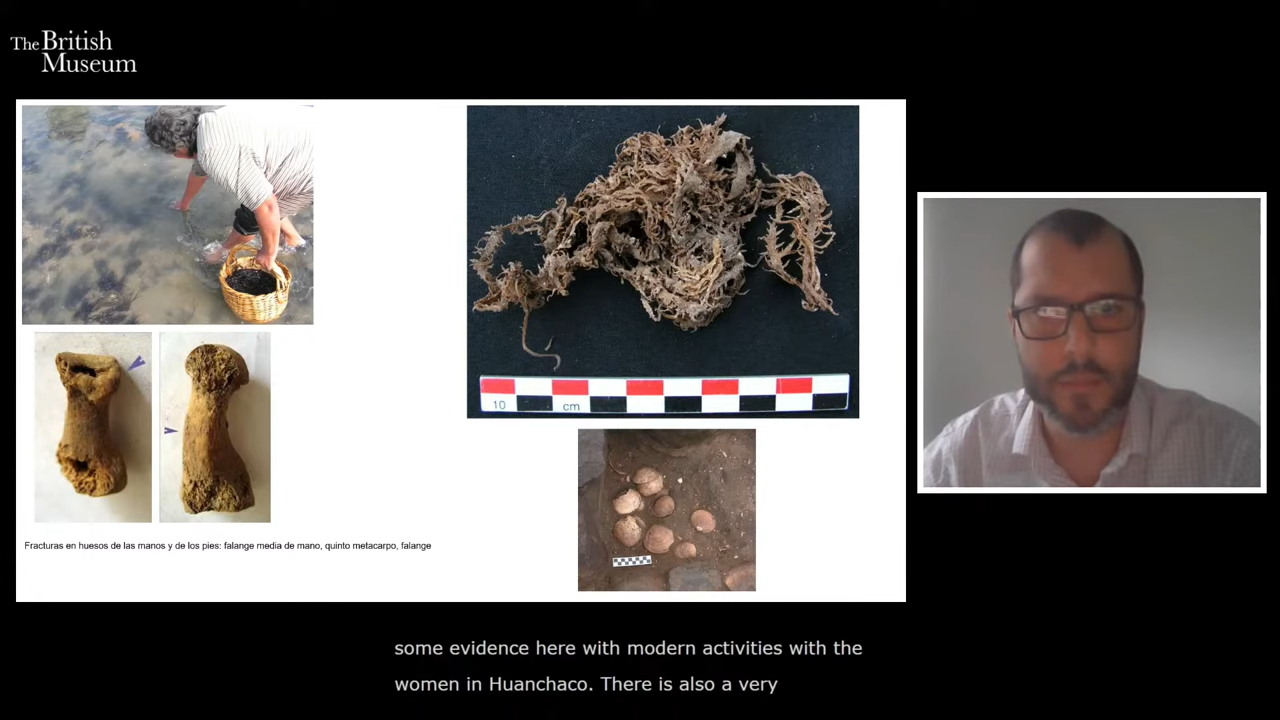 The British
Museum
10 cm
Fracturas en huesos de las manos y de los pies: falange media de mano, quinto metacarpo, falange
some evidence here with modern activities with the
women in Huanchaco. There is also a very